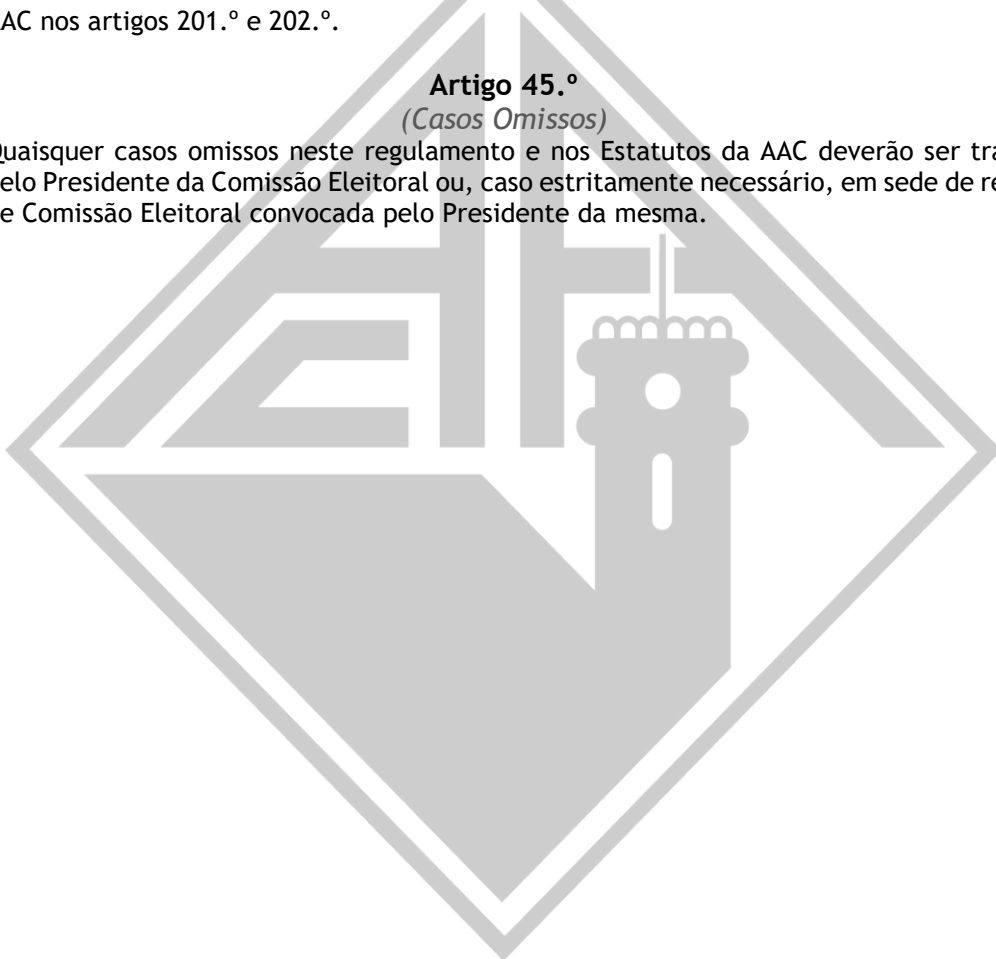 AC nos artigos 201.º e 202.º.
Artigo 45.º
(Casos Omissos)
Quaisquer casos omissos neste regulamento e nos Estatutos da AAC deverão ser
elo Presidente da Comissão Eleitoral ou, caso estritamente necessário, em sede de
e Comissão Eleitoral convocada pelo Presidente da mesma.